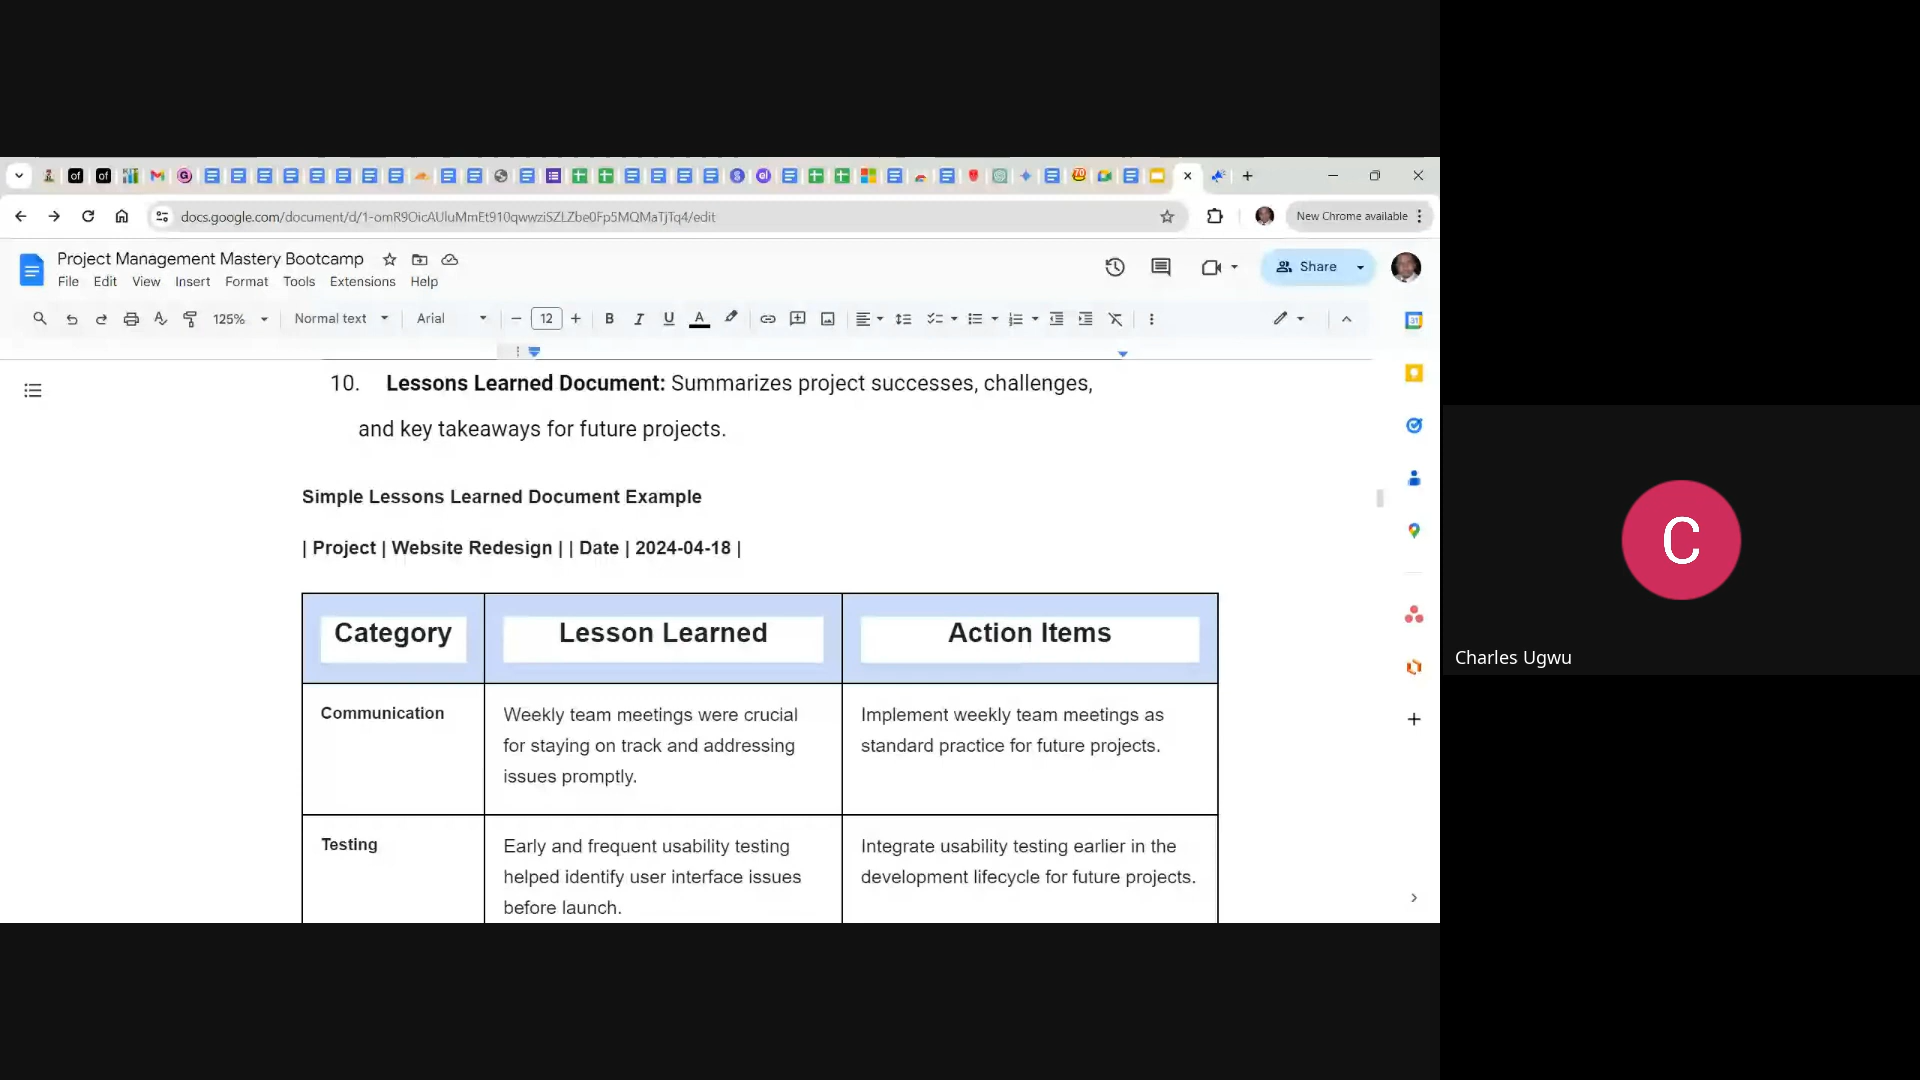 docs.google.com/document/d/1-omR9OicAUluMmEt910qwwziSZLZbe0Fp5MQMaTjTq4/edit
New Chrome available
Project Management Mastery Bootcamp
File Edit View Insert Format Tools Extensions Help
Share
125% Normal text Arial 12
10. Lessons Learned Document: Summarizes project successes, challenges,
and key takeaways for future projects.
Simple Lessons Learned Document Example
| Project | Website Redesign | | Date | 2024-04-18 |
Category Lesson Learned Action Items
Communication
Weekly team meetings were crucial
for staying on track and addressing
issues promptly.
Implement weekly team meetings as
standard practice for future projects.
Testing
Early and frequent usability testing
helped identify user interface issues
before launch.
Integrate usability testing earlier in the
development lifecycle for future projects.
C
Charles Ugwu